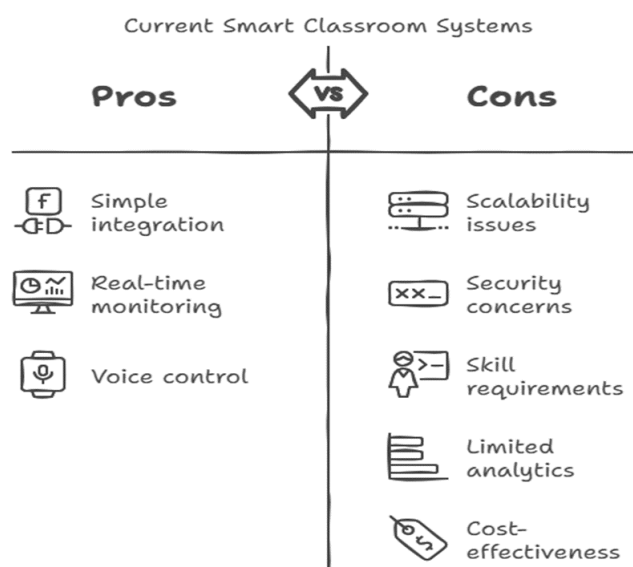 Current Smart Classroom Systems
Pros
VS
Cons
Simple
integration
Real-time
monitoring
Voice control
Scalability
issues
Security
concerns
Skill
requirements
Limited
analytics
Cost-
effectiveness